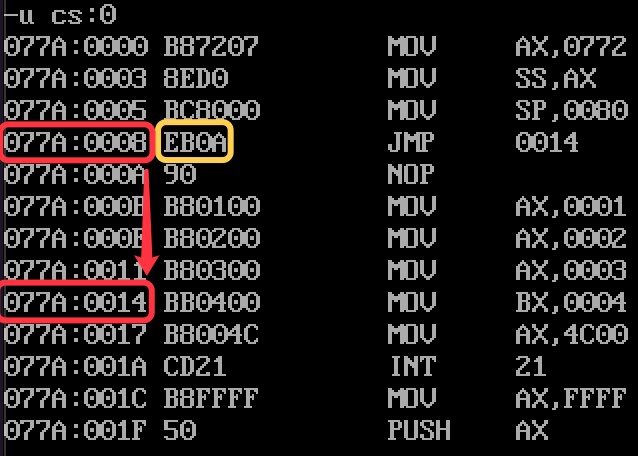 -u cs:0
077A:0000 B87207 MOV AX,0772
077A:0003 8ED0 MOV SS,AX
077A:0005 BC8000 MOV SP,0080
077A:0008 EB0A JMP 0014
077A:000A 90 NOP
077A:000B B80100 MOV AX,0001
077A:000E B80200 MOV AX,0002
077A:0011 B80300 MOV AX,0003
077A:0014 BB0400 MOV BX,0004
077A:0017 B8004C MOV AX,4C00
077A:001A CD21 INT 21
077A:001C B8FFFF MOV AX,FFFF
077A:001F 50 PUSH AX